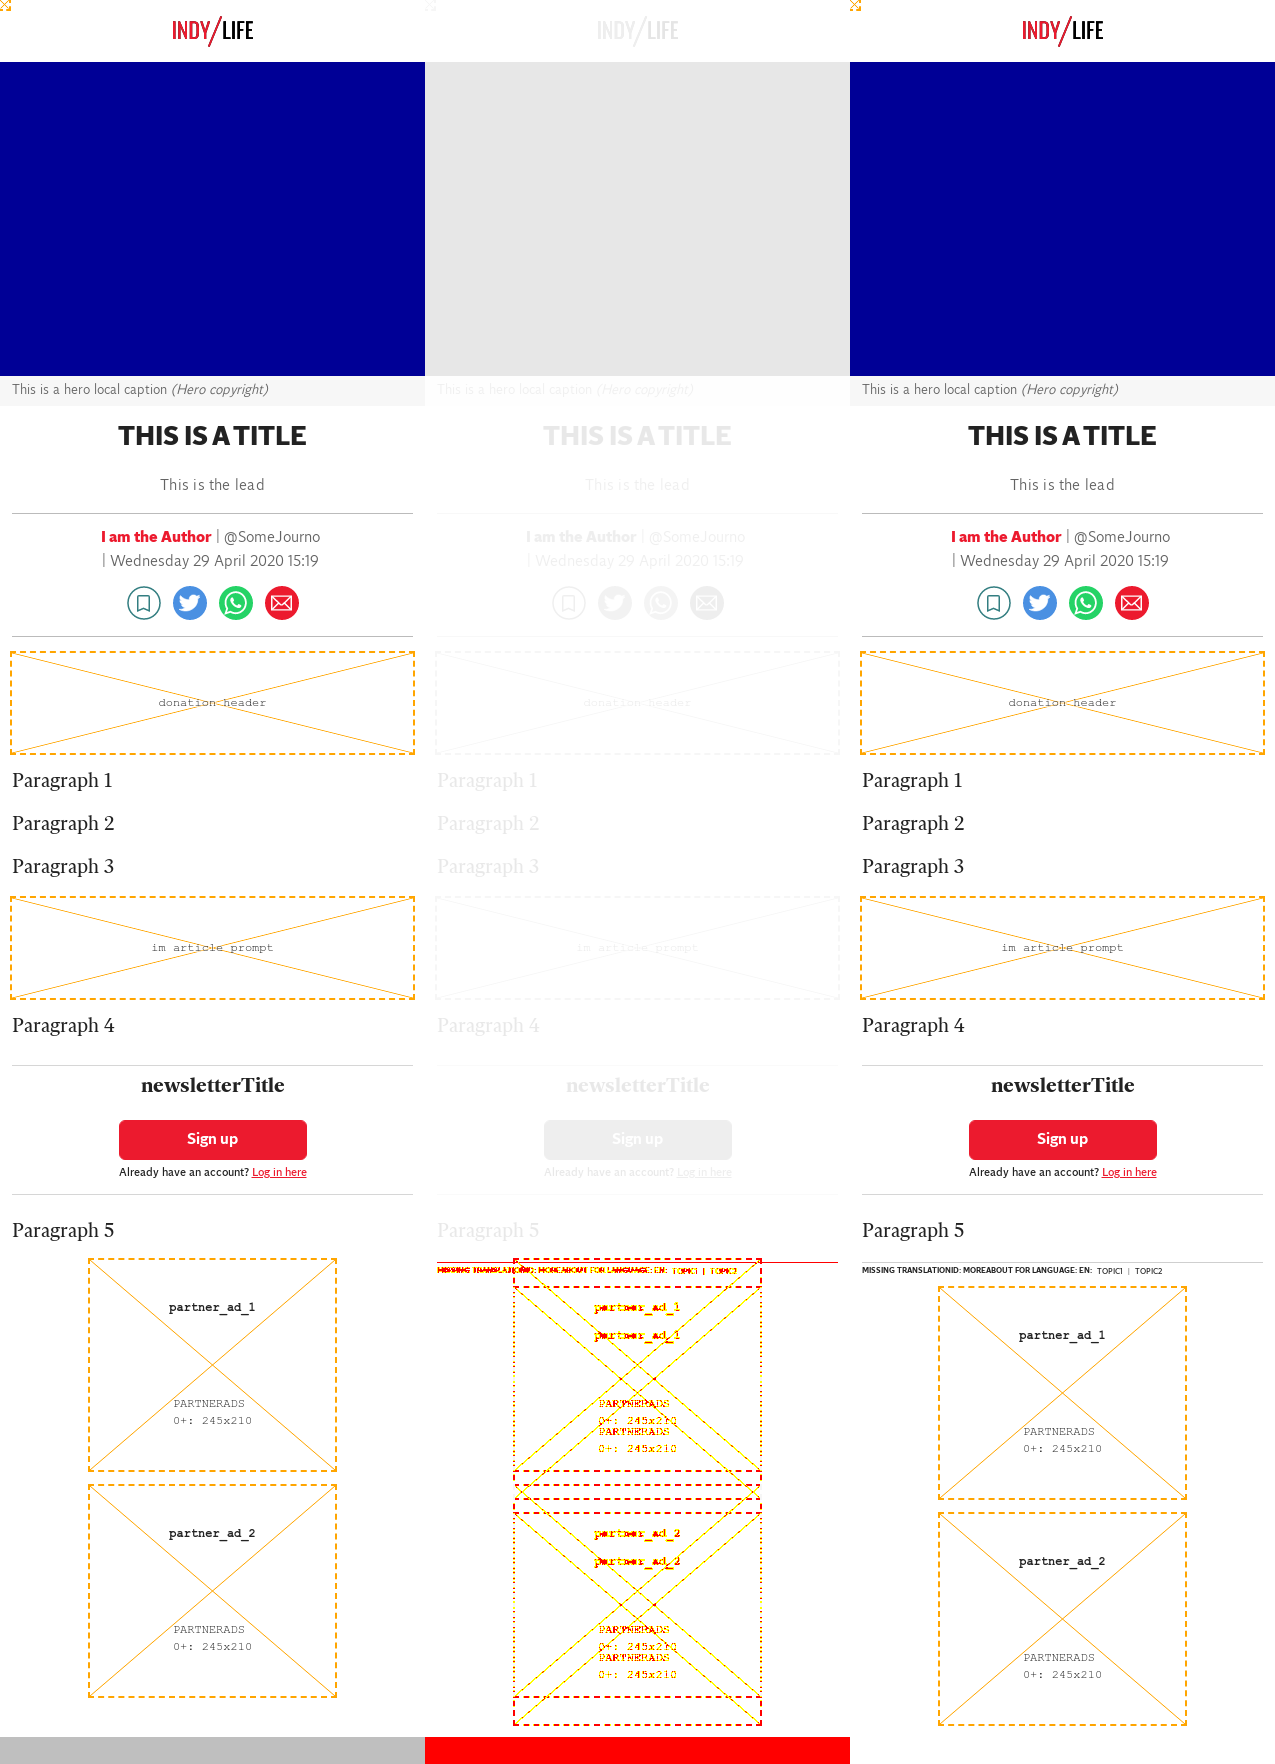 INDY/LIFE
This is a hero local caption (Hero copyright)
THIS IS A TITLE
This is the lead
I am the Author | @SomeJourno
| Wednesday 29 April 2020 15:19
donation header
Paragraph 1
Paragraph 2
Paragraph 3
im article prompt
Paragraph 4
newsletterTitle
Sign up
Already have an account? Log in here
Paragraph 5
partner_ad_1
PARTNERADS
0+: 245x210
partner_ad_2
PARTNERADS
0+: 245x210
INDY/LIFE
This is a hero local caption (Hero copyright)
THIS IS A TITLE
This is the lead
I am the Author | @SomeJourno
| Wednesday 29 April 2020 15:19
donation header
Paragraph 1
Paragraph 2
Paragraph 3
im article prompt
Paragraph 4
newsletterTitle
Sign up
Already have an account? Log in here
Paragraph 5
MISSING TRANSLATIONID: MOREABOUT FOR LANGUAGE: EN: TOPIC1 | TOPIC2
partner_ad_1
partner_ad_1
PARTNERADS
0+: 245x210
PARTNERADS
0+: 245x210
partner_ad_2
partner_ad_2
PARTNERADS
0+: 245x210
PARTNERADS
0+: 245x210
INDY/LIFE
This is a hero local caption (Hero copyright)
THIS IS A TITLE
This is the lead
I am the Author | @SomeJourno
| Wednesday 29 April 2020 15:19
donation header
Paragraph 1
Paragraph 2
Paragraph 3
im article prompt
Paragraph 4
newsletterTitle
Sign up
Already have an account? Log in here
Paragraph 5
MISSING TRANSLATIONID: MOREABOUT FOR LANGUAGE: EN: TOPIC1 | TOPIC2
partner_ad_1
PARTNERADS
0+: 245x210
partner_ad_2
PARTNERADS
0+: 245x210